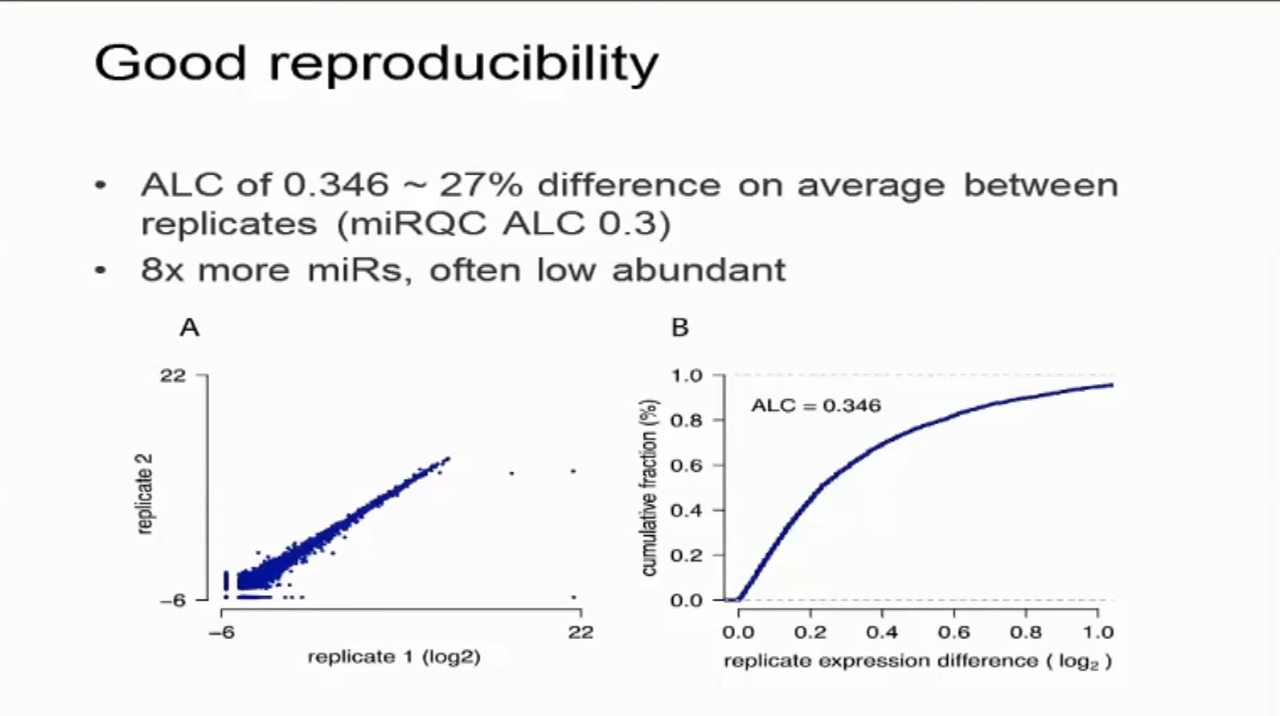 Good reproducibility
• ALC of 0.346 ~ 27% difference on average between
replicates (miRQC ALC 0.3)
• 8x more miRs, often low abundant
A
22
replicate 2
−6
−6
22
replicate 1 (log2)
B
1.0
ALC = 0.346
0.8
cumulative fraction (%)
0.6
0.4
0.2
0.0
0.0 0.2 0.4 0.6 0.8 1.0
replicate expression difference ( log₂ )